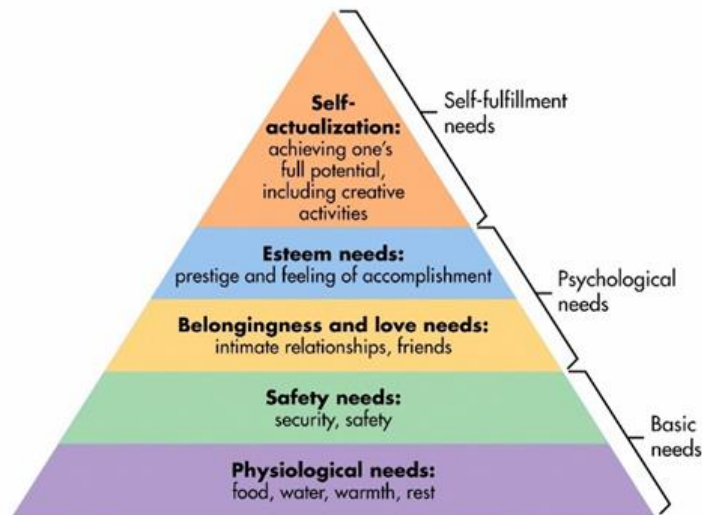 Self-
actualization:
achieving one's
full potential,
including creative
activities
Self-fulfillment
needs
Esteem needs:
prestige and feeling of accomplishment
Belongingness and love needs:
intimate relationships, friends
Psychological
needs
Safety needs:
security, safety
Physiological needs:
food, water, warmth, rest
Basic
needs